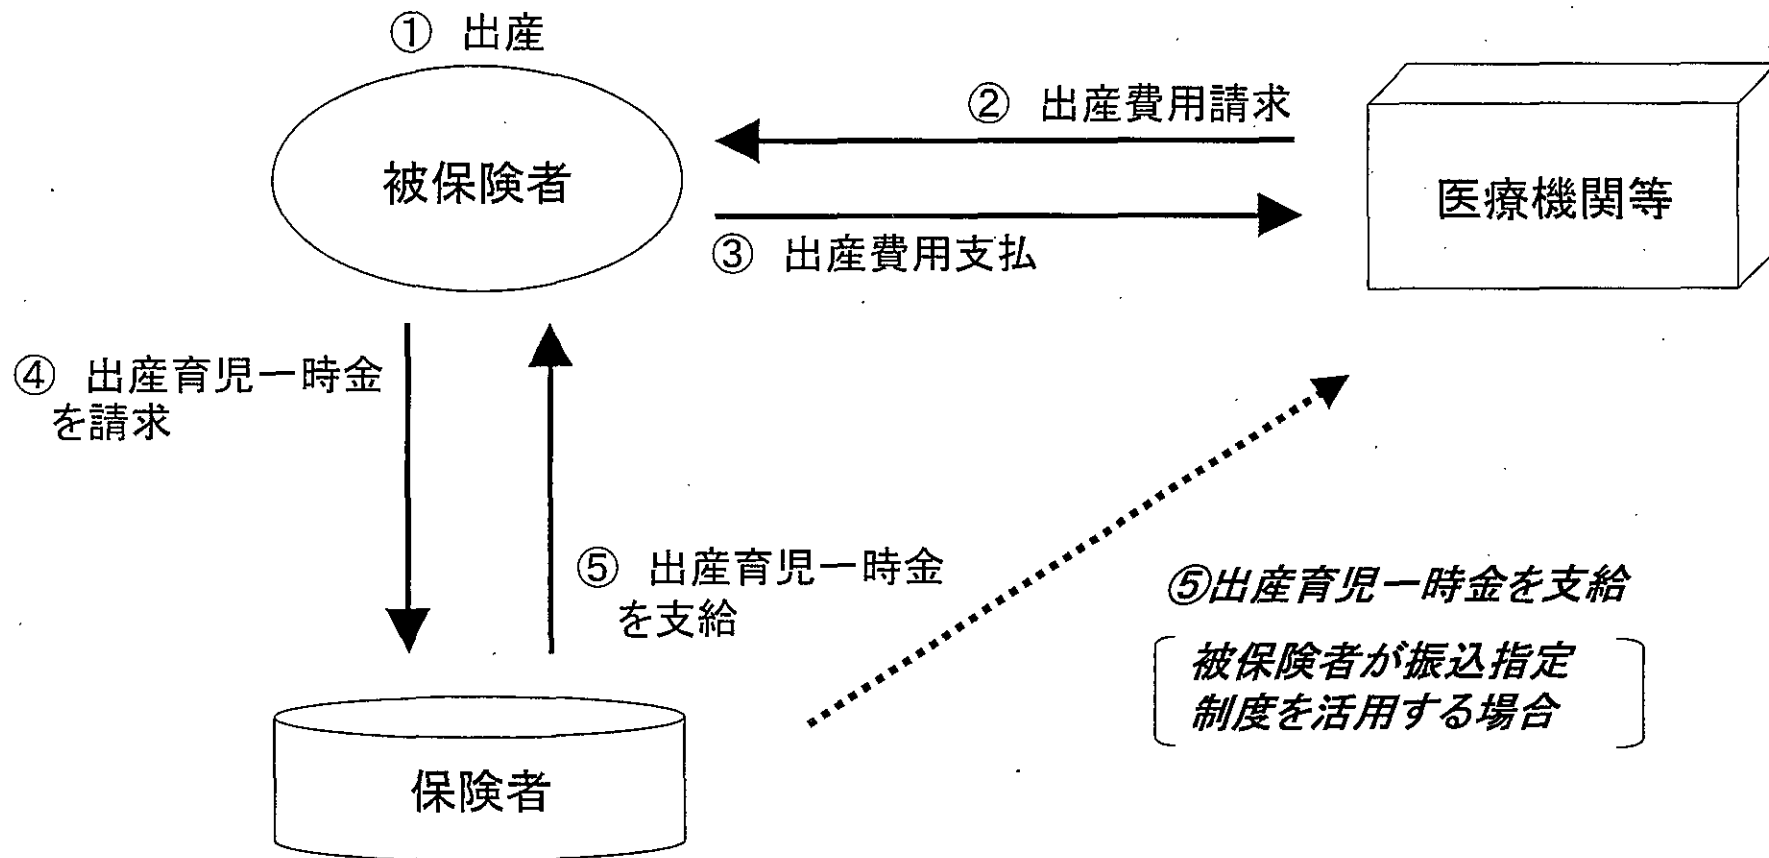 ① 出産
② 出産費用請求
被保険者
医療機関等
③ 出産費用支払
④ 出産育児一時金
を請求
⑤ 出産育児一時金
を支給
⑤出産育児一時金を支給
被保険者が振込指定
制度を活用する場合
保険者